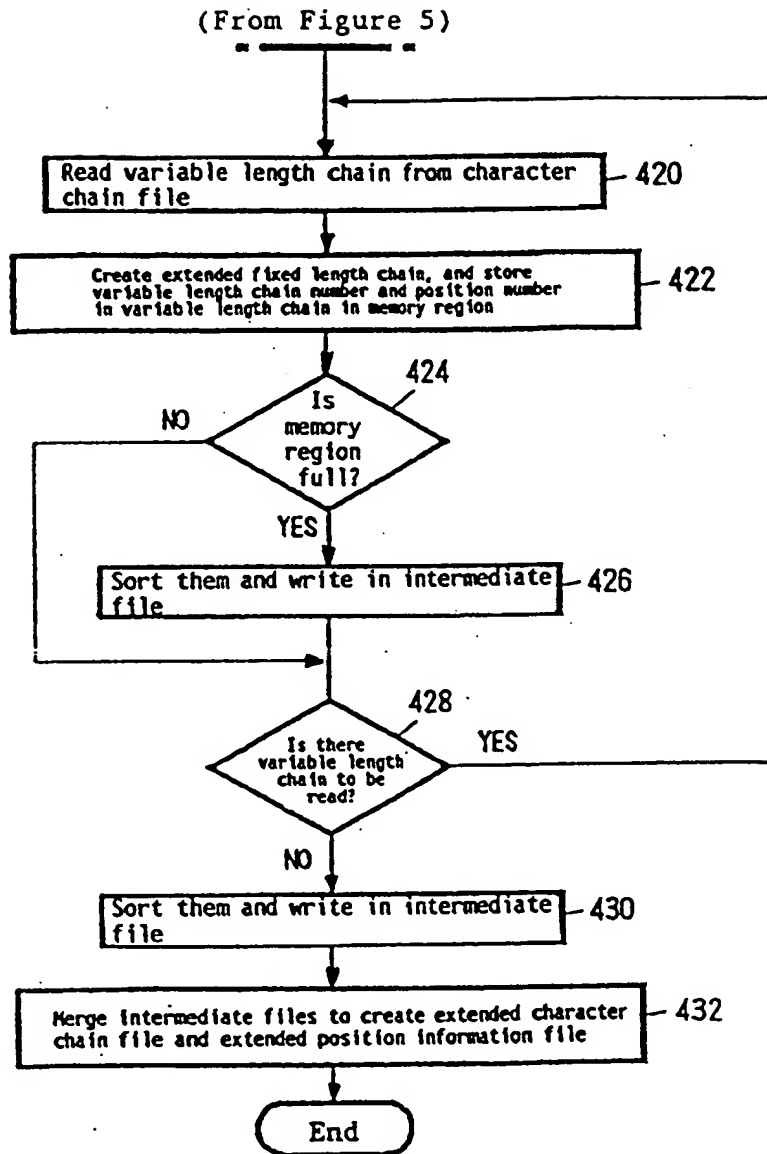 (From Figure 5)
Read variable length chain from character
chain file
420
Create extended fixed length chain, and store
variable length chain number and position number
in variable length chain in memory region
422
424
Is
memory
region
full?
NO
YES
Sort them and write in intermediate
file
426
428
Is there
variable length
chain to be
read?
YES
NO
Sort them and write in intermediate
file
430
Merge intermediate files to create extended character
chain file and extended position information file
432
End